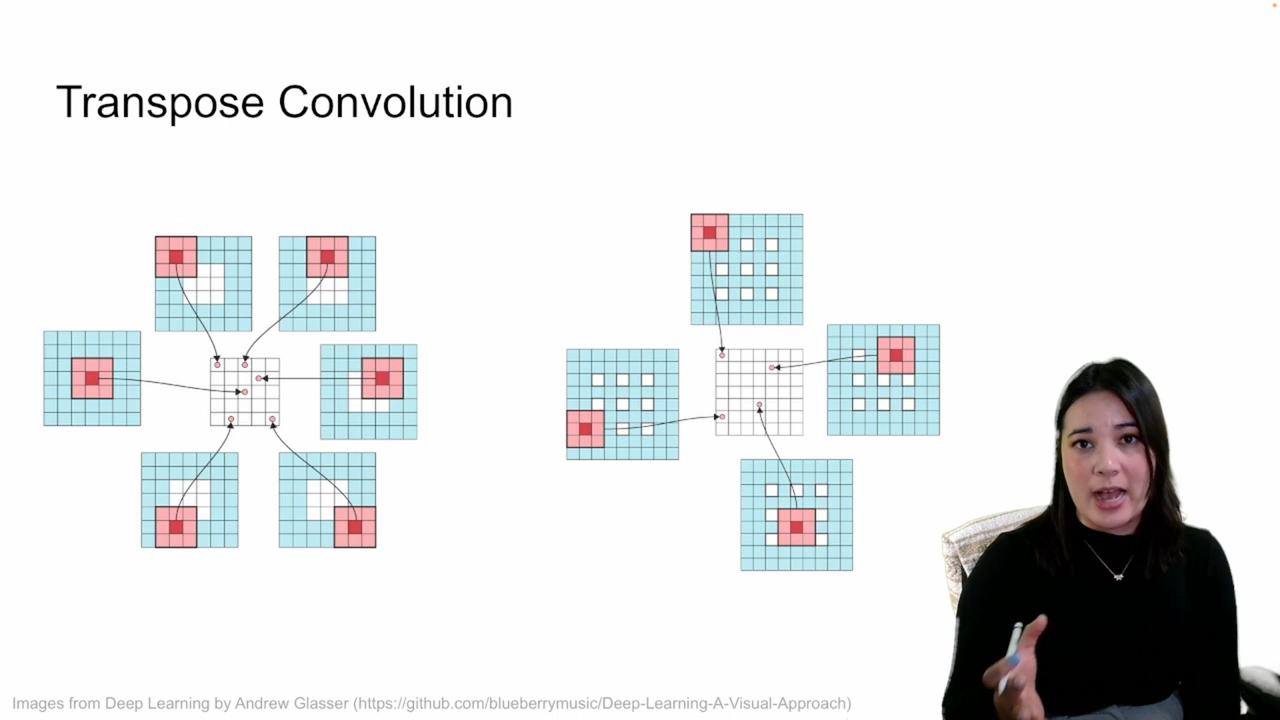 Transpose Convolution
Images from Deep Learning by Andrew Glasser (https://github.com/blueberrymusic/Deep-Learning-A-Visual-Approach)